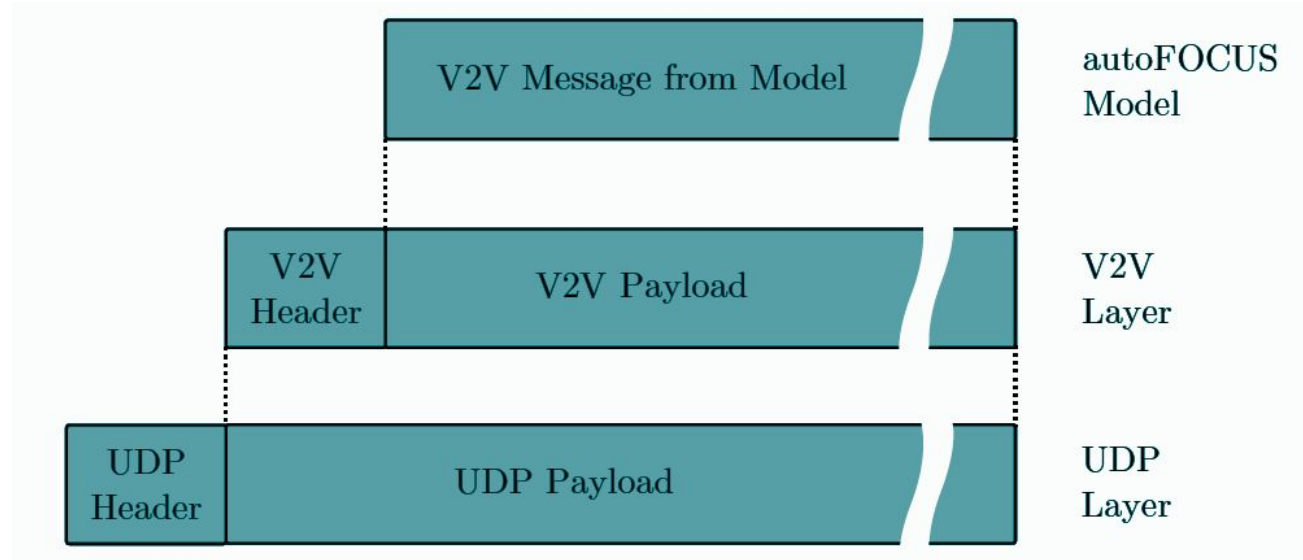 V2V Message from Model
autoFOCUS
Model
V2V
Header
V2V Payload
V2V
Layer
UDP
Header
UDP Payload
UDP
Layer